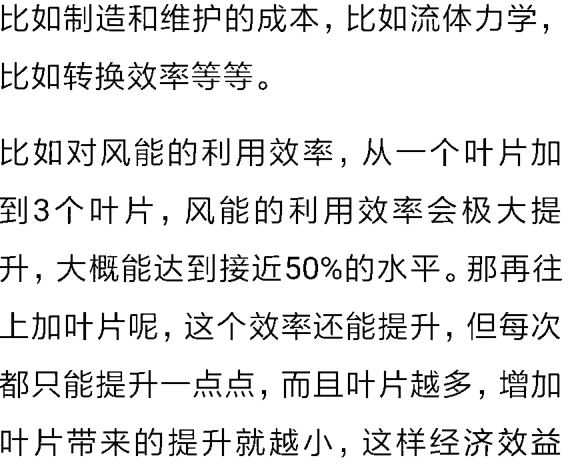 比如制造和维护的成本，比如流体力学，
比如转换效率等等。
比如对风能的利用效率，从一个叶片加
到3个叶片，风能的利用效率会极大提
升，大概能达到接近50%的水平。那再往
上加叶片呢，这个效率还能提升，但每次
都只能提升一点点，而且叶片越多，增加
叶片带来的提升就越小，这样经济效益